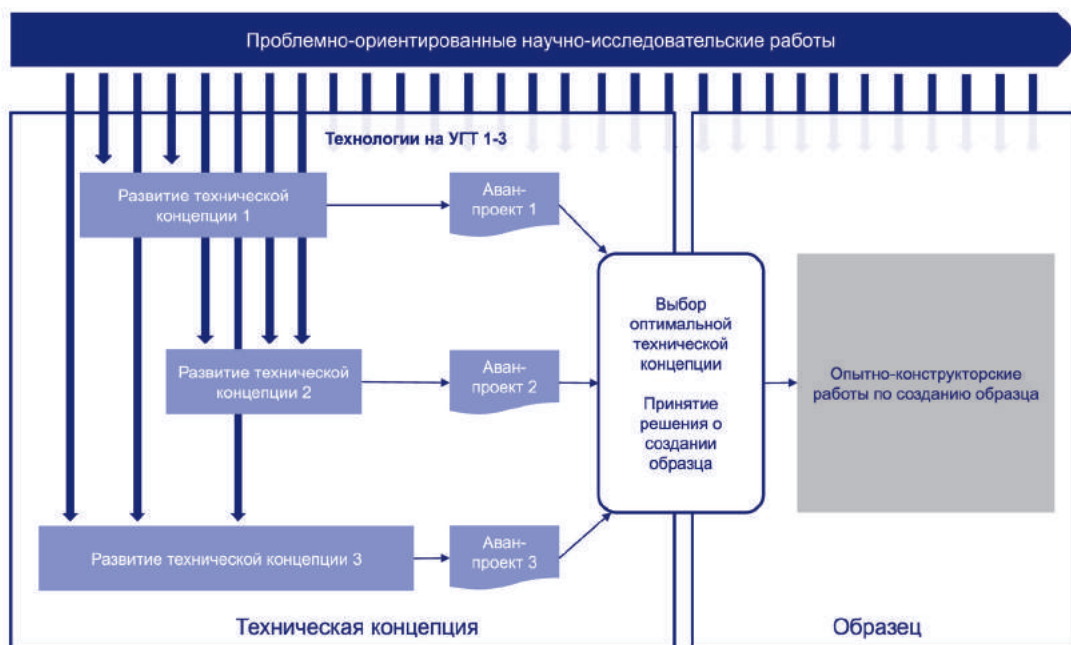 Проблемно-ориентированные научно-исследовательские работы
Технологии на УГТ 1-3
Развитие технической
концепции 1
Аван-
проект 1
Развитие технической
концепции 2
Аван-
проект 2
Развитие технической концепции 3
Аван-
проект 3
Выбор
оптимальной
технической
концепции
Принятие
решения о
создании
образца
Опытно-конструкторские
работы по созданию образца
Техническая концепция
Образец